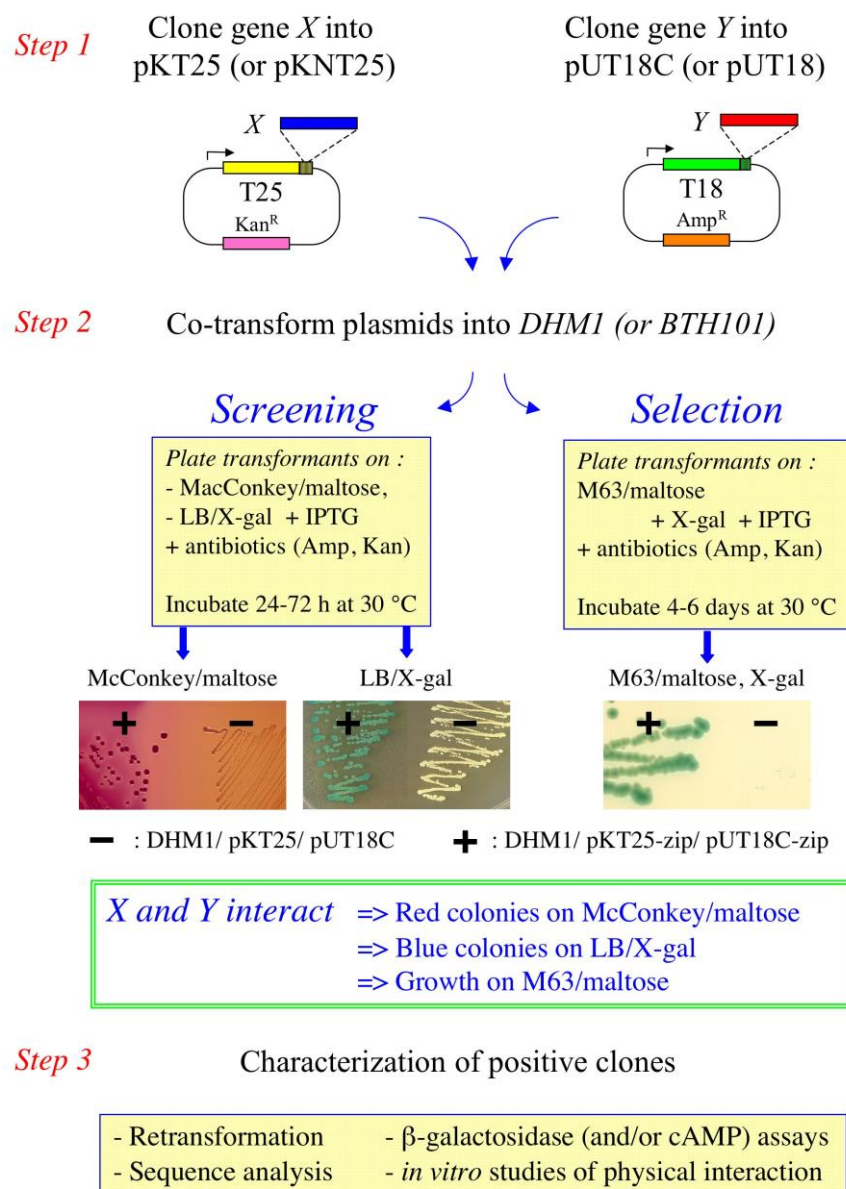 Step 1
Clone gene X into
pKT25 (or pKNT25)
Clone gene Y into
pUT18C (or pUT18)
X
T25
Kan^R
Y
T18
Amp^R
Step 2
Co-transform plasmids into DHM1 (or BTH101)
Screening
Plate transformants on :
- MacConkey/maltose,
- LB/X-gal + IPTG
+ antibiotics (Amp, Kan)
Incubate 24-72 h at 30 °C
Selection
Plate transformants on :
M63/maltose
+ X-gal + IPTG
+ antibiotics (Amp, Kan)
Incubate 4-6 days at 30 °C
McConkey/maltose
LB/X-gal
M63/maltose, X-gal
+ −
+ −
+ −
− : DHM1/ pKT25/ pUT18C
+ : DHM1/ pKT25-zip/ pUT18C-zip
X and Y interact => Red colonies on McConkey/maltose
=> Blue colonies on LB/X-gal
=> Growth on M63/maltose
Step 3
Characterization of positive clones
- Retransformation
- Sequence analysis
- β-galactosidase (and/or cAMP) assays
- in vitro studies of physical interaction